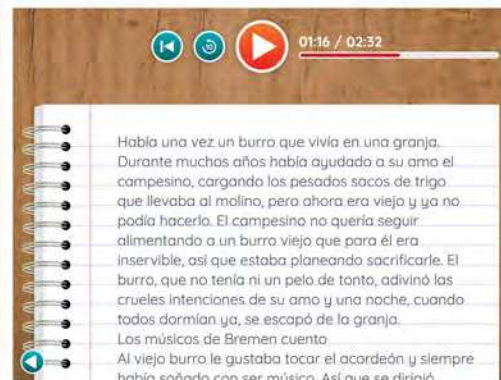 10
01:16 / 02:32
Había una vez un burro que vivía en una granja.
Durante muchos años había ayudado a su amo el
campesino, cargando los pesados sacos de trigo
que llevaba al molino, pero ahora era viejo y ya no
podía hacerlo. El campesino no quería seguir
alimentando a un burro viejo que para él era
inservible, así que estaba planeando sacrificarle. El
burro, que no tenía ni un pelo de tonto, adivinó las
crueles intenciones de su amo y una noche, cuando
todos dormían ya, se escapó de la granja.
Los músicos de Bremen cuento
Al viejo burro le gustaba tocar el acordeón y siempre
había soñado con ser músico. Así que se dirigió